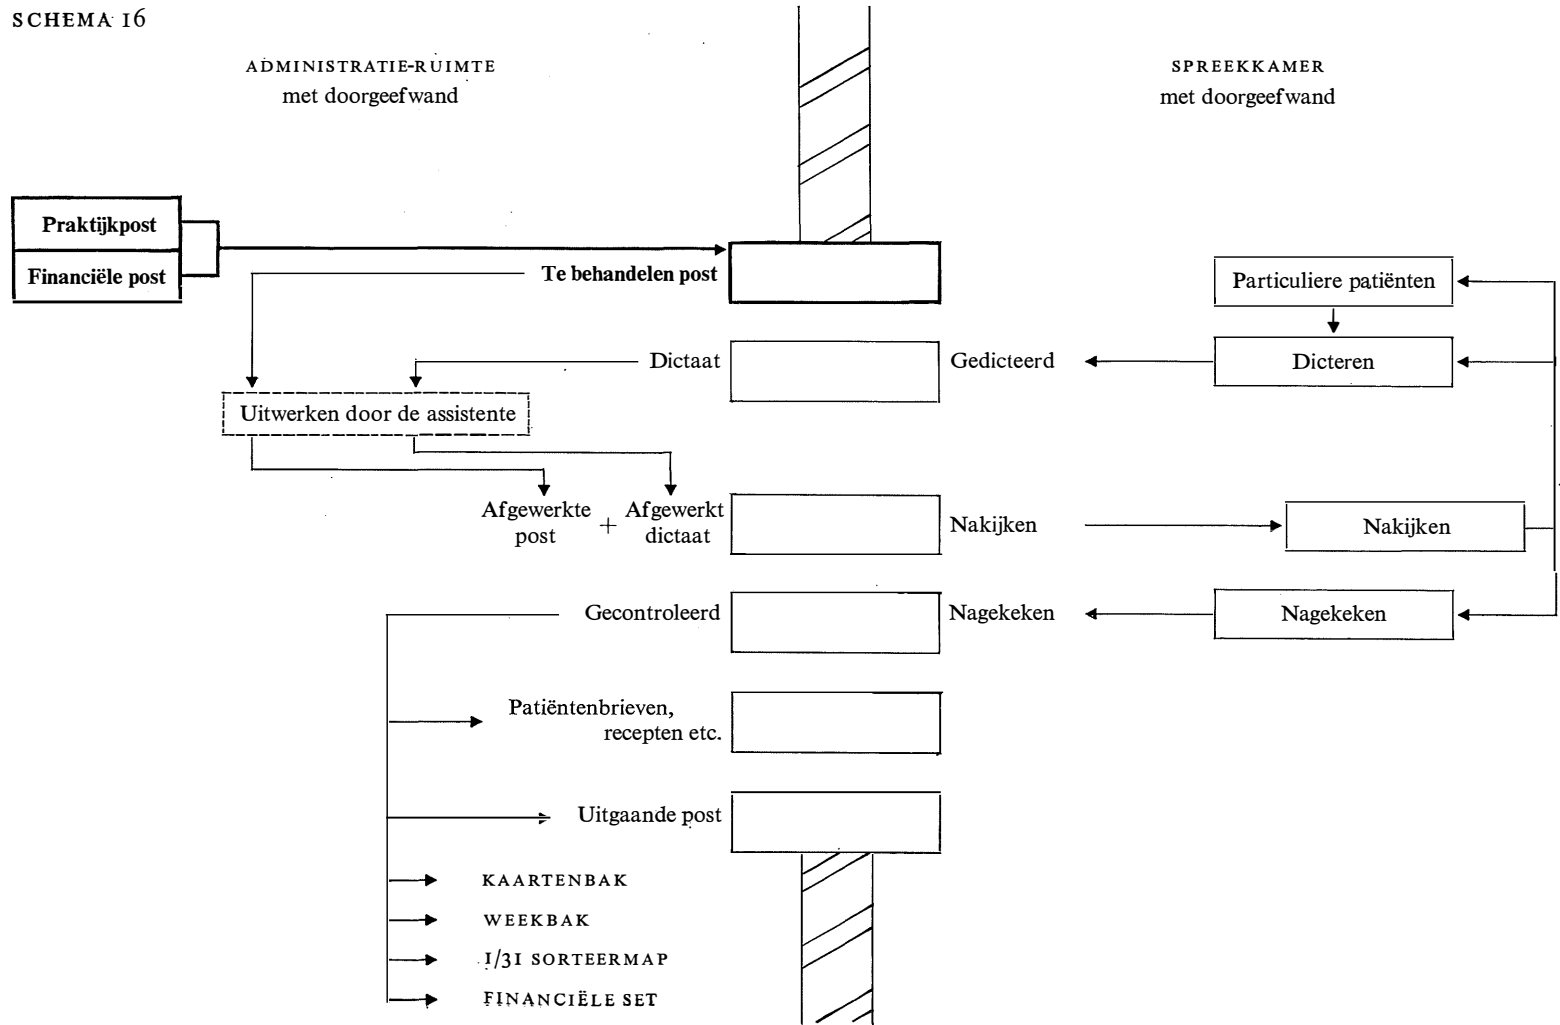 SCHEMA 16
ADMINISTRATIE-RUIMTE
met doorgeefwand
SPREEKKAMER
met doorgeefwand
Praktijkpost
Financiële post
Te behandelen post
Particuliere patiënten
Dictaat
Gedicteerd
Dicteren
Uitwerken door de assistente
Afgewerkte
post
+
Afgewerkt
dictaat
Nakijken
Nakijken
Gecontroleerd
Nagekeken
Nagekeken
Patiëntenbrieven,
recepten etc.
Uitgaande post
KAARTENBAK
WEEKBAK
1/31 SORTEERMAP
FINANCIËLE SET